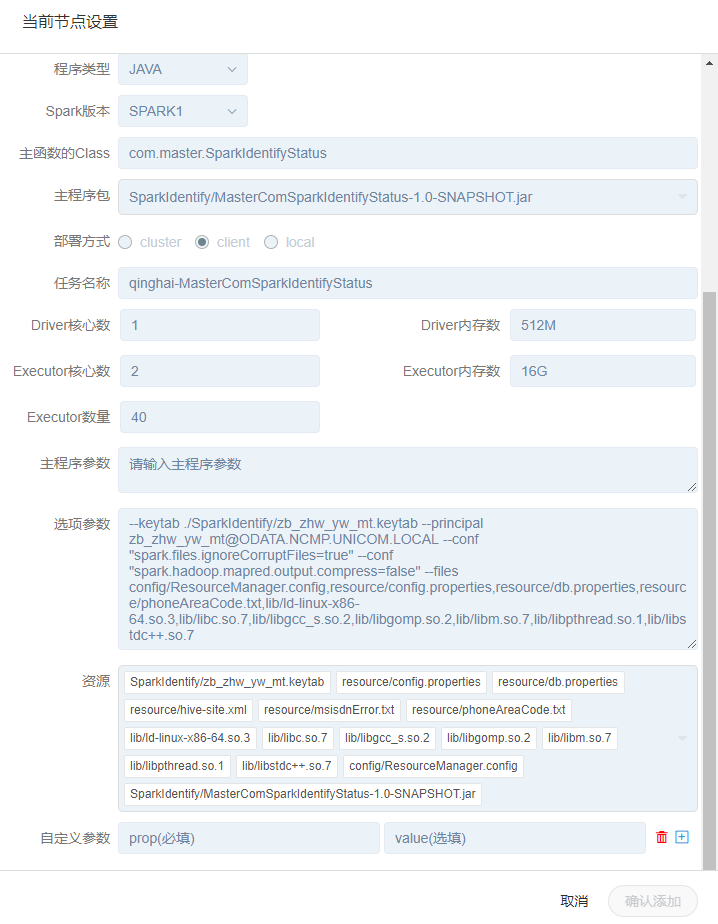 当前节点设置
程序类型 JAVA
Spark版本 SPARK1
主函数的Class com.master.SparkIdentifyStatus
主程序包 SparkIdentify/MasterComSparkIdentifyStatus-1.0-SNAPSHOT.jar
部署方式 cluster client local
任务名称 qinghai-MasterComSparkIdentifyStatus
Driver核心数 1 Driver内存数 512M
Executor核心数 2 Executor内存数 16G
Executor数量 40
主程序参数 请输入主程序参数
选项参数 --keytab ./SparkIdentify/zb_zhw_yw_mt.keytab --principal
zb_zhw_yw_mt@ODATA.NCMP.UNICOM.LOCAL --conf
"spark.files.ignoreCorruptFiles=true" --conf
"spark.hadoop.mapred.output.compress=false" --files
config/ResourceManager.config,resource/config.properties,resource/db.properties,resourc
e/phoneAreaCode.txt,lib/ld-linux-x86-
64.so.3,lib/libc.so.7,lib/libgcc_s.so.2,lib/libgomp.so.2,lib/libm.so.7,lib/libpthread.so.1,lib/libs
tdc++.so.7
资源 SparkIdentify/zb_zhw_yw_mt.keytab resource/config.properties resource/db.properties
resource/hive-site.xml resource/msisdnError.txt resource/phoneAreaCode.txt
lib/ld-linux-x86-64.so.3 lib/libc.so.7 lib/libgcc_s.so.2 lib/libgomp.so.2 lib/libm.so.7
lib/libpthread.so.1 lib/libstdc++.so.7 config/ResourceManager.config
SparkIdentify/MasterComSparkIdentifyStatus-1.0-SNAPSHOT.jar
自定义参数 prop(必填) value(选填)
取消 确认添加